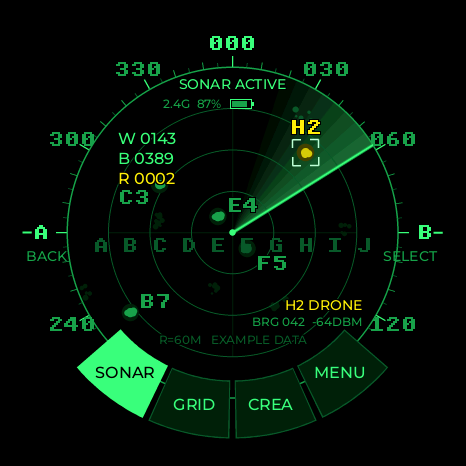 000
330
030
SONAR ACTIVE
2.4G 87%
H2
300
060
W 0143
B 0389
R 0002
C3
E4
-A
B-
A B C D E F G H I J
BACK
SELECT
F5
B7
H2 DRONE
BRG 042 -64DBM
240
120
R=60M EXAMPLE DATA
SONAR
MENU
GRID
CREA